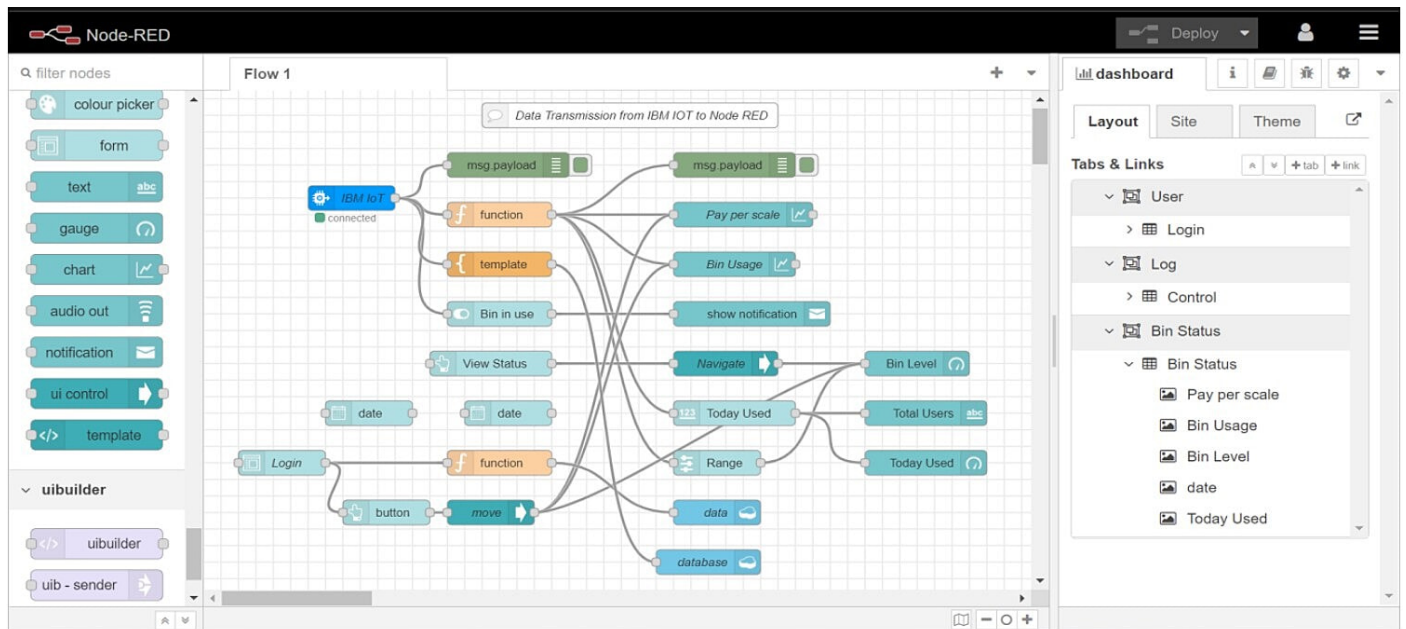 Node-RED
Deploy
filter nodes
colour picker
form
text
abc
gauge
chart
audio out
notification
ui control
template
uibuilder
uibuilder
uib - sender
Flow 1
Data Transmission from IBM IOT to Node RED
msg.payload
msg.payload
IBM IoT
connected
function
Pay per scale
template
Bin Usage
Bin in use
show notification
View Status
Navigate
Bin Level
date
date
123
Today Used
Total Users
abc
Login
function
Range
Today Used
button
move
data
database
dashboard
i
Layout
Site
Theme
Tabs & Links
+ tab
+ link
User
Login
Log
Control
Bin Status
Bin Status
Pay per scale
Bin Usage
Bin Level
date
Today Used